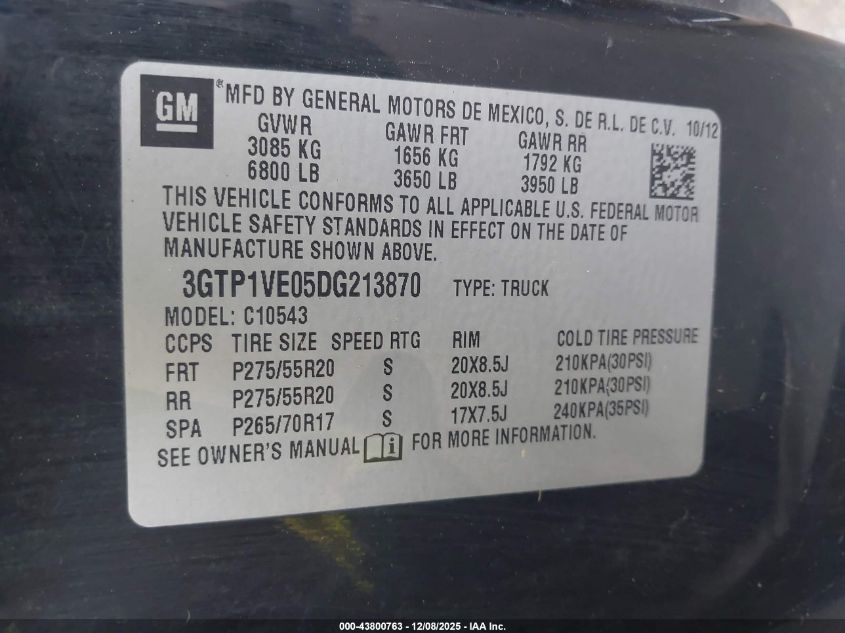 GM ® MFD BY GENERAL MOTORS DE MEXICO, S. DE R.L. DE C.V. 10/12
GVWR GAWR FRT GAWR RR
3085 KG 1656 KG 1792 KG
6800 LB 3650 LB 3950 LB
THIS VEHICLE CONFORMS TO ALL APPLICABLE U.S. FEDERAL MOTOR
VEHICLE SAFETY STANDARDS IN EFFECT ON THE DATE OF
MANUFACTURE SHOWN ABOVE.
3GTP1VE05DG213870 TYPE: TRUCK
MODEL: C10543
CCPS TIRE SIZE SPEED RTG RIM COLD TIRE PRESSURE
FRT P275/55R20 S 20X8.5J 210KPA(30PSI)
RR P275/55R20 S 20X8.5J 210KPA(30PSI)
SPA P265/70R17 S 17X7.5J 240KPA(35PSI)
SEE OWNER'S MANUAL i FOR MORE INFORMATION.
000-43800763 - 12/08/2025 - IAA Inc.